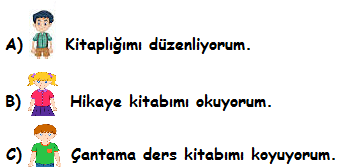 A) Kitaplığımı düzenliyorum.
B) Hikaye kitabımı okuyorum.
C) Çantama ders kitabımı koyuyorum.